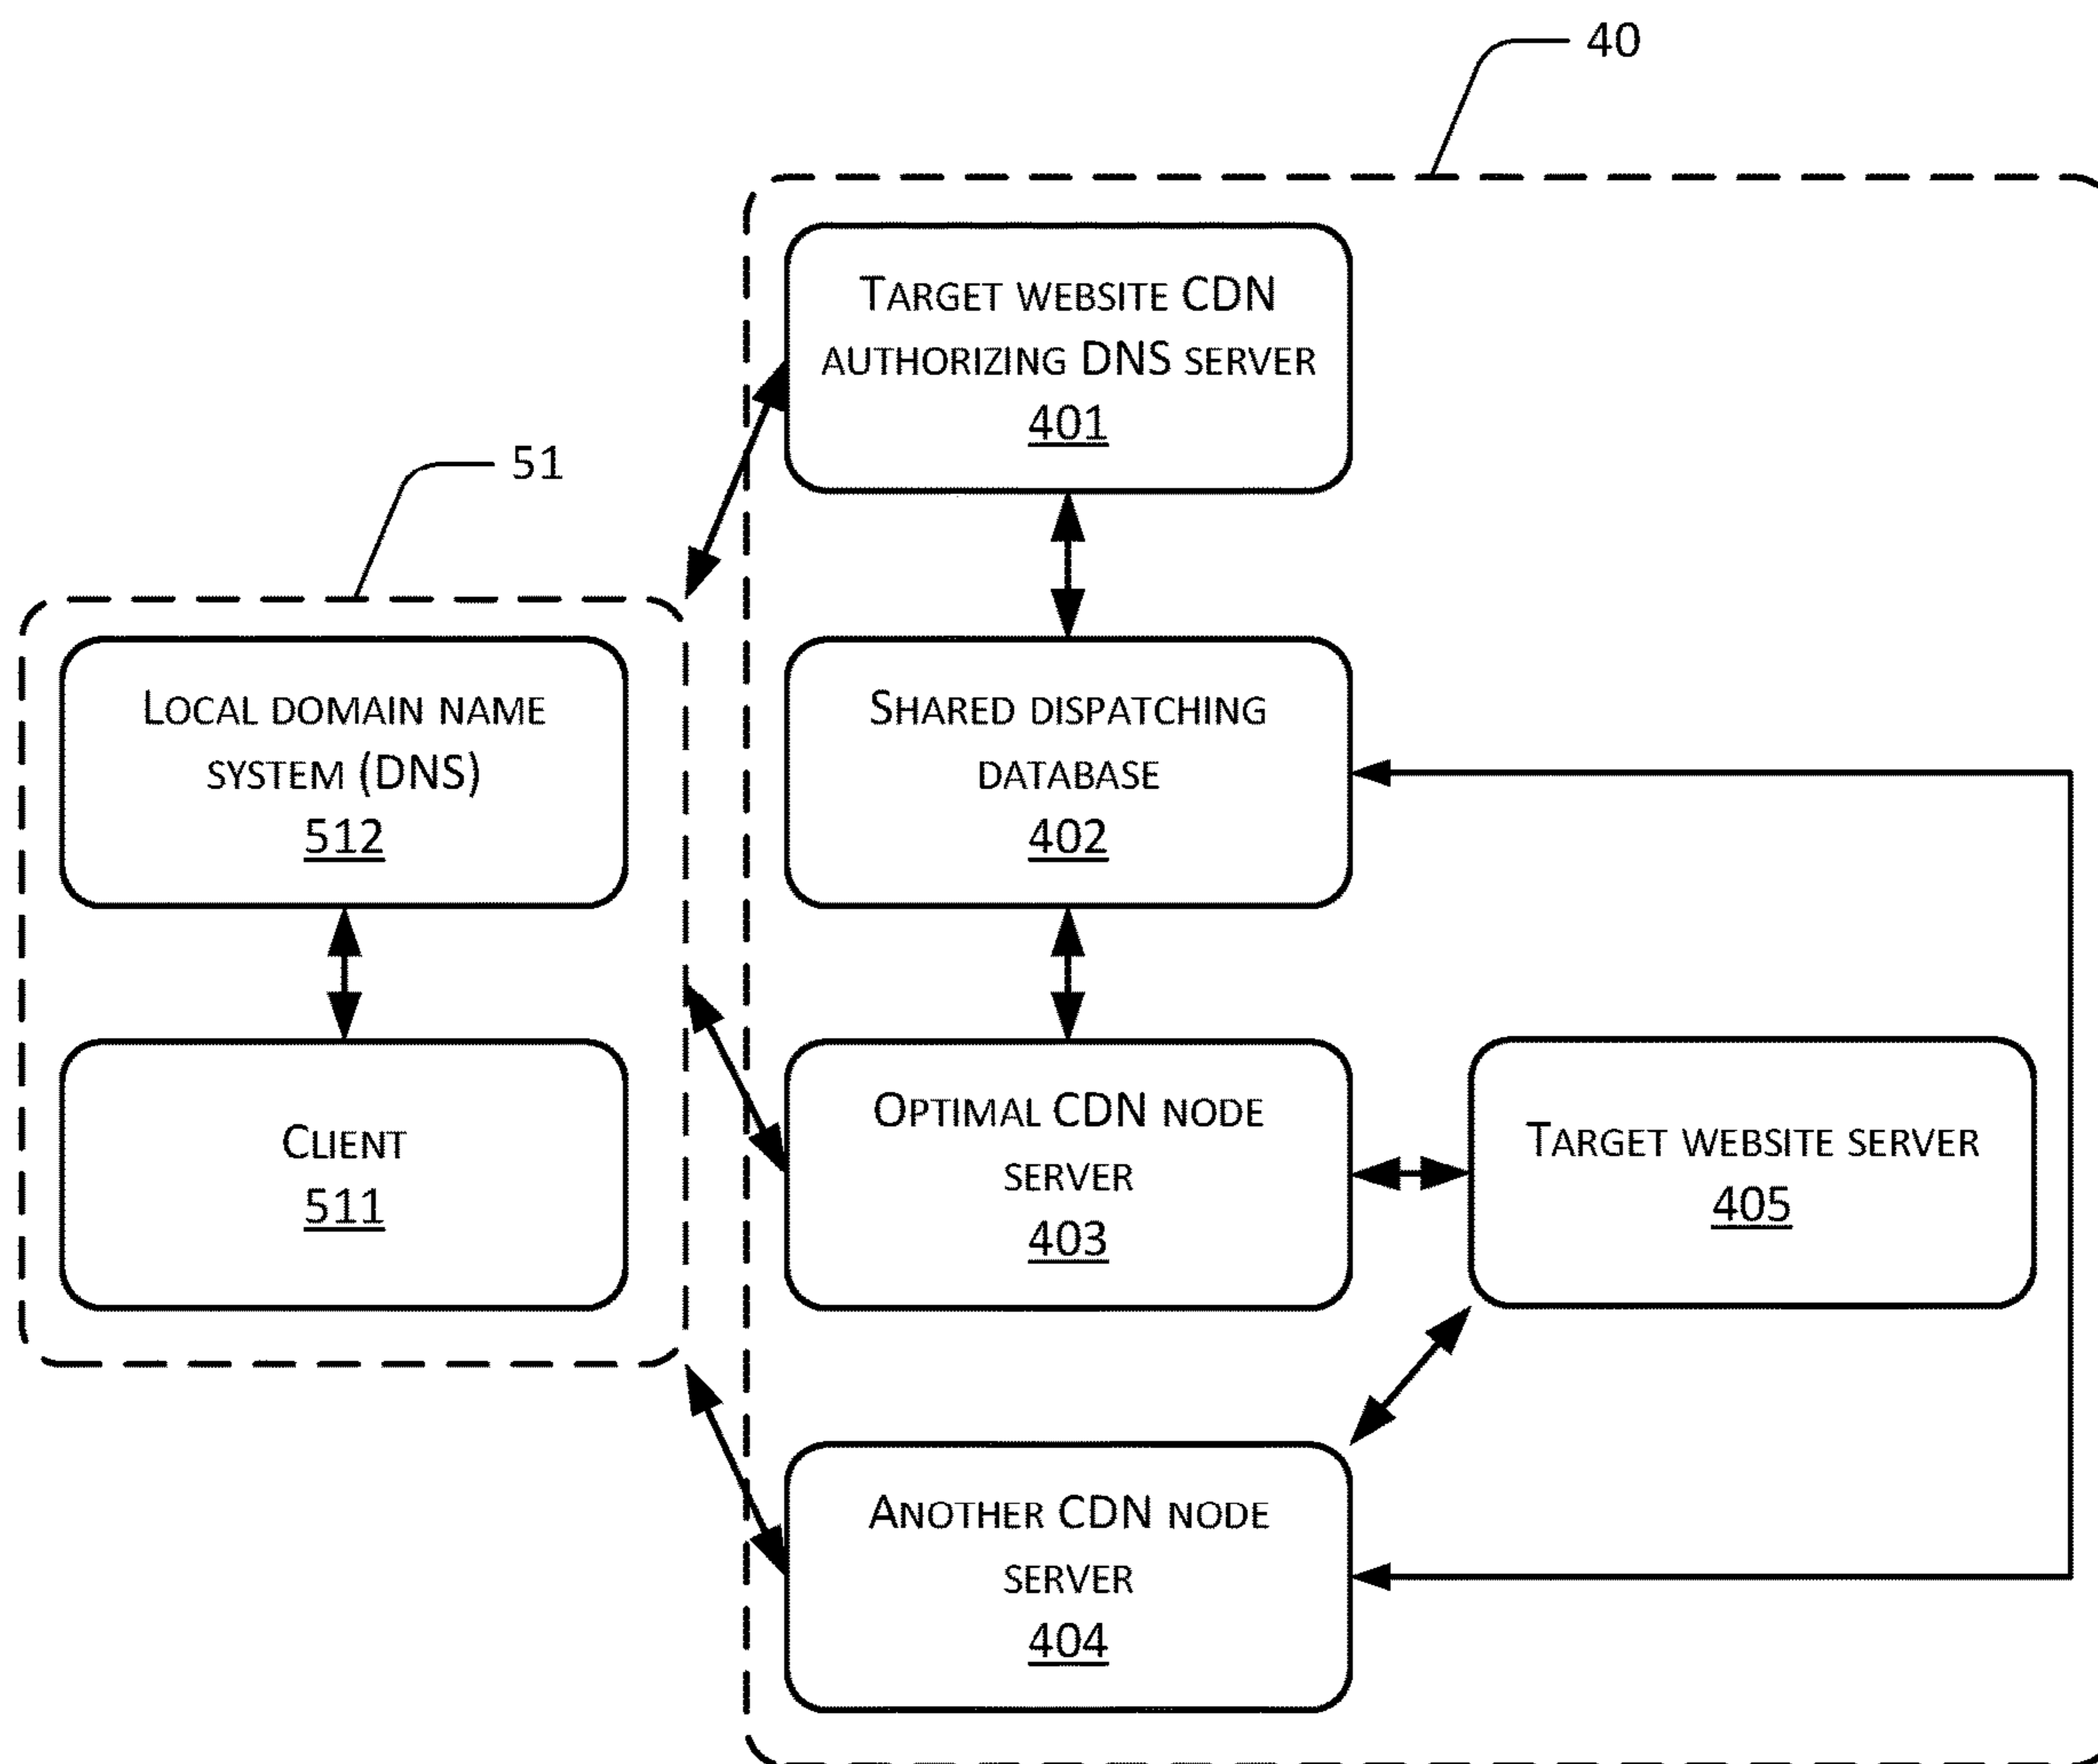 40
TARGET WEBSITE CDN
AUTHORIZING DNS SERVER
401
51
LOCAL DOMAIN NAME
SYSTEM (DNS)
512
SHARED DISPATCHING
DATABASE
402
CLIENT
511
OPTIMAL CDN NODE
SERVER
403
TARGET WEBSITE SERVER
405
ANOTHER CDN NODE
SERVER
404